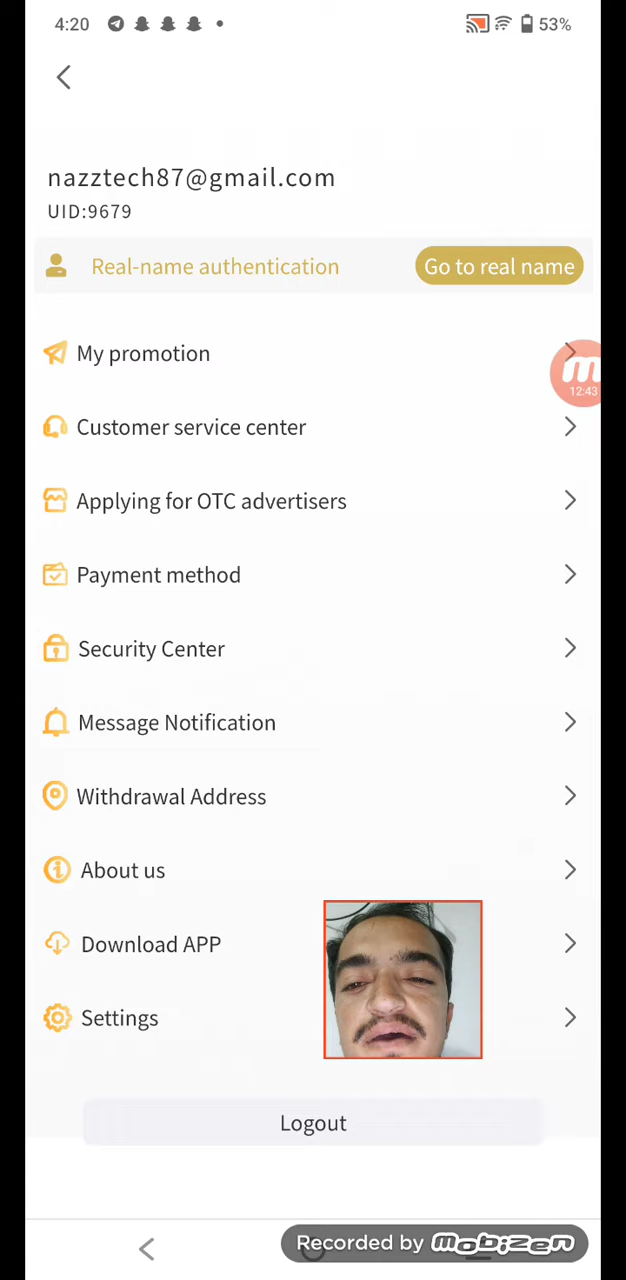 4:20
53%
nazztech87@gmail.com
UID:9679
Real-name authentication
Go to real name
My promotion
m
12:43
Customer service center
Applying for OTC advertisers
Payment method
Security Center
Message Notification
Withdrawal Address
About us
Download APP
Settings
Logout
Recorded by mobizen